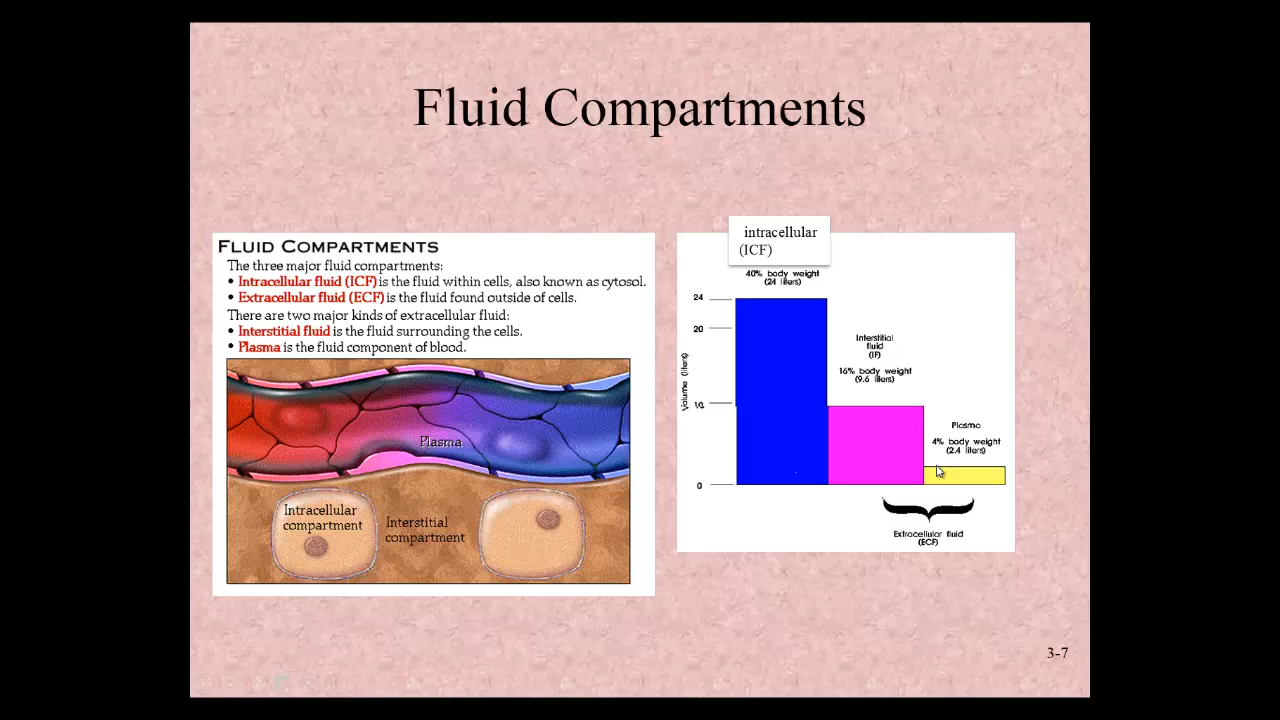 Fluid Compartments
FLUID COMPARTMENTS
The three major fluid compartments:
• Intracellular fluid (ICF) is the fluid within cells, also known as cytosol.
• Extracellular fluid (ECF) is the fluid found outside of cells.
There are two major kinds of extracellular fluid:
• Interstitial fluid is the fluid surrounding the cells.
• Plasma is the fluid component of blood.
Plasma
Intracellular
compartment
Interstitial
compartment
intracellular
(ICF)
40% body weight
(24 liters)
24
20
10
0
Volume (liters)
Interstitial
fluid
(IF)
16% body weight
(9.6 liters)
Plasma
4% body weight
(2.4 liters)
Extracellular fluid
(ECF)
3-7